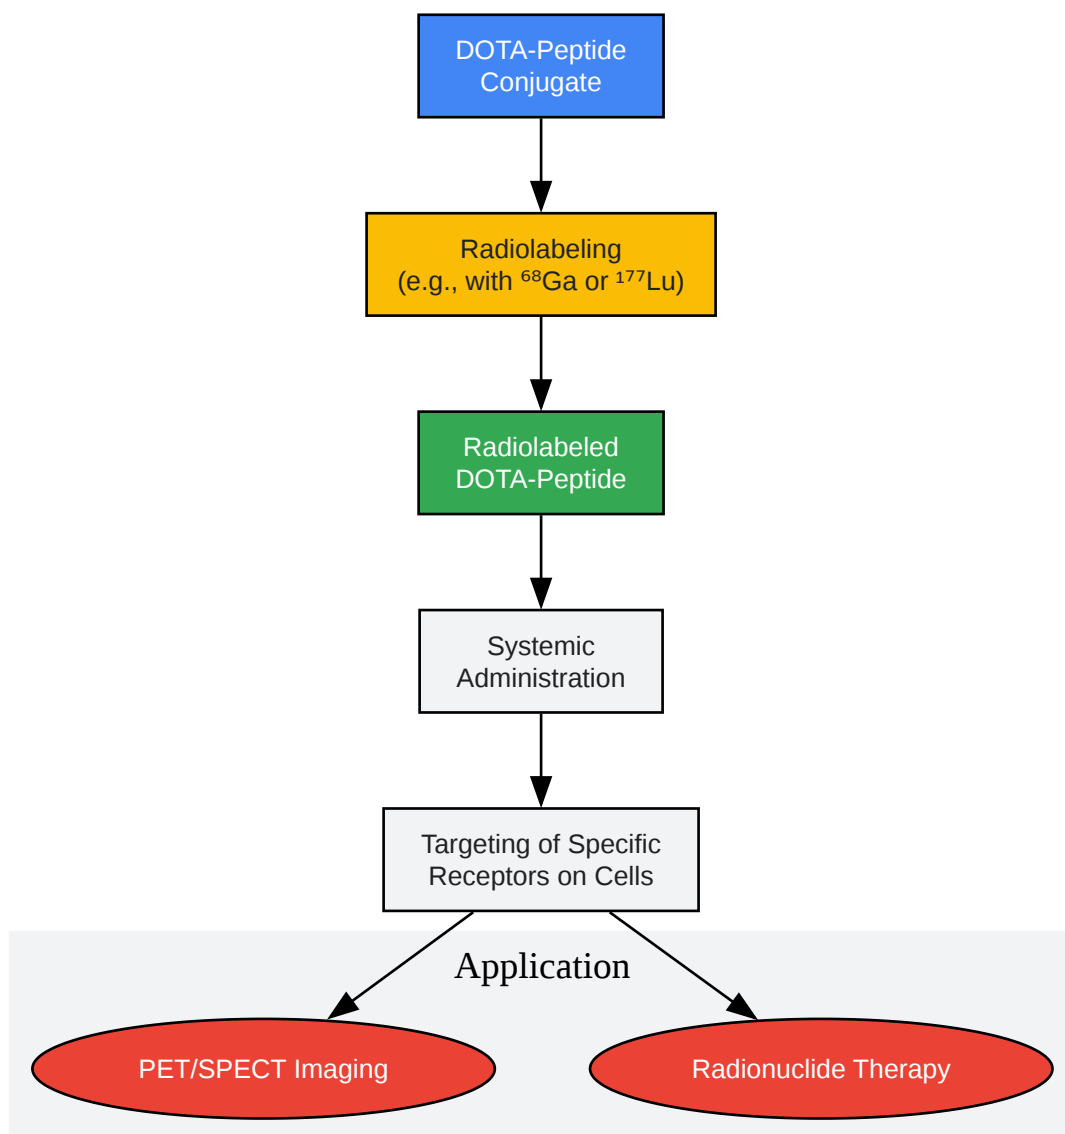 DOTA-Peptide
Conjugate
Radiolabeling
(e.g., with ⁶⁸Ga or ¹⁷⁷Lu)
Radiolabeled
DOTA-Peptide
Systemic
Administration
Targeting of Specific
Receptors on Cells
Application
PET/SPECT Imaging
Radionuclide Therapy